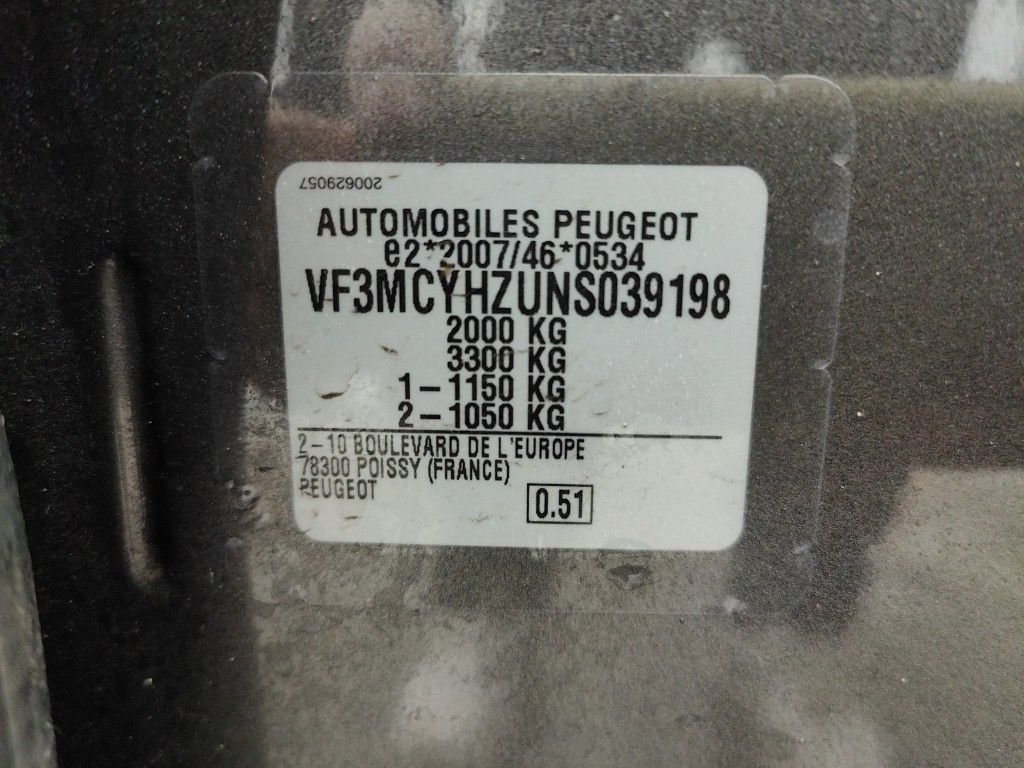 200629057
AUTOMOBILES PEUGEOT
e2*2007/46*0534
VF3MCYHZUNS039198
2000 KG
3300 KG
1-1150 KG
2-1050 KG
2-10 BOULEVARD DE L'EUROPE
78300 POISSY (FRANCE)
PEUGEOT
0.51